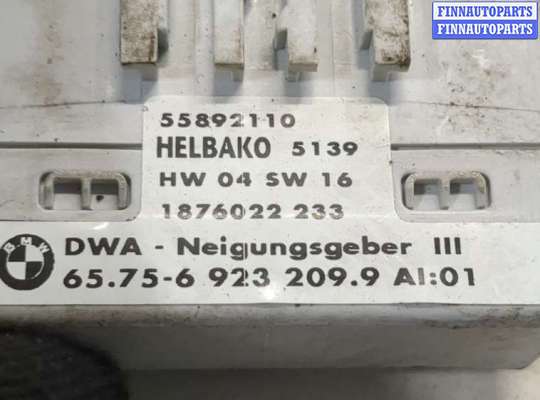 FINNAUTOPARTS
FINNAUTOPARTS
55892110
HELBAKO 5139
HW 04 SW 16
1876022 233
BMW
DWA - Neigungsgeber III
65.75-6 923 209.9 AI:01